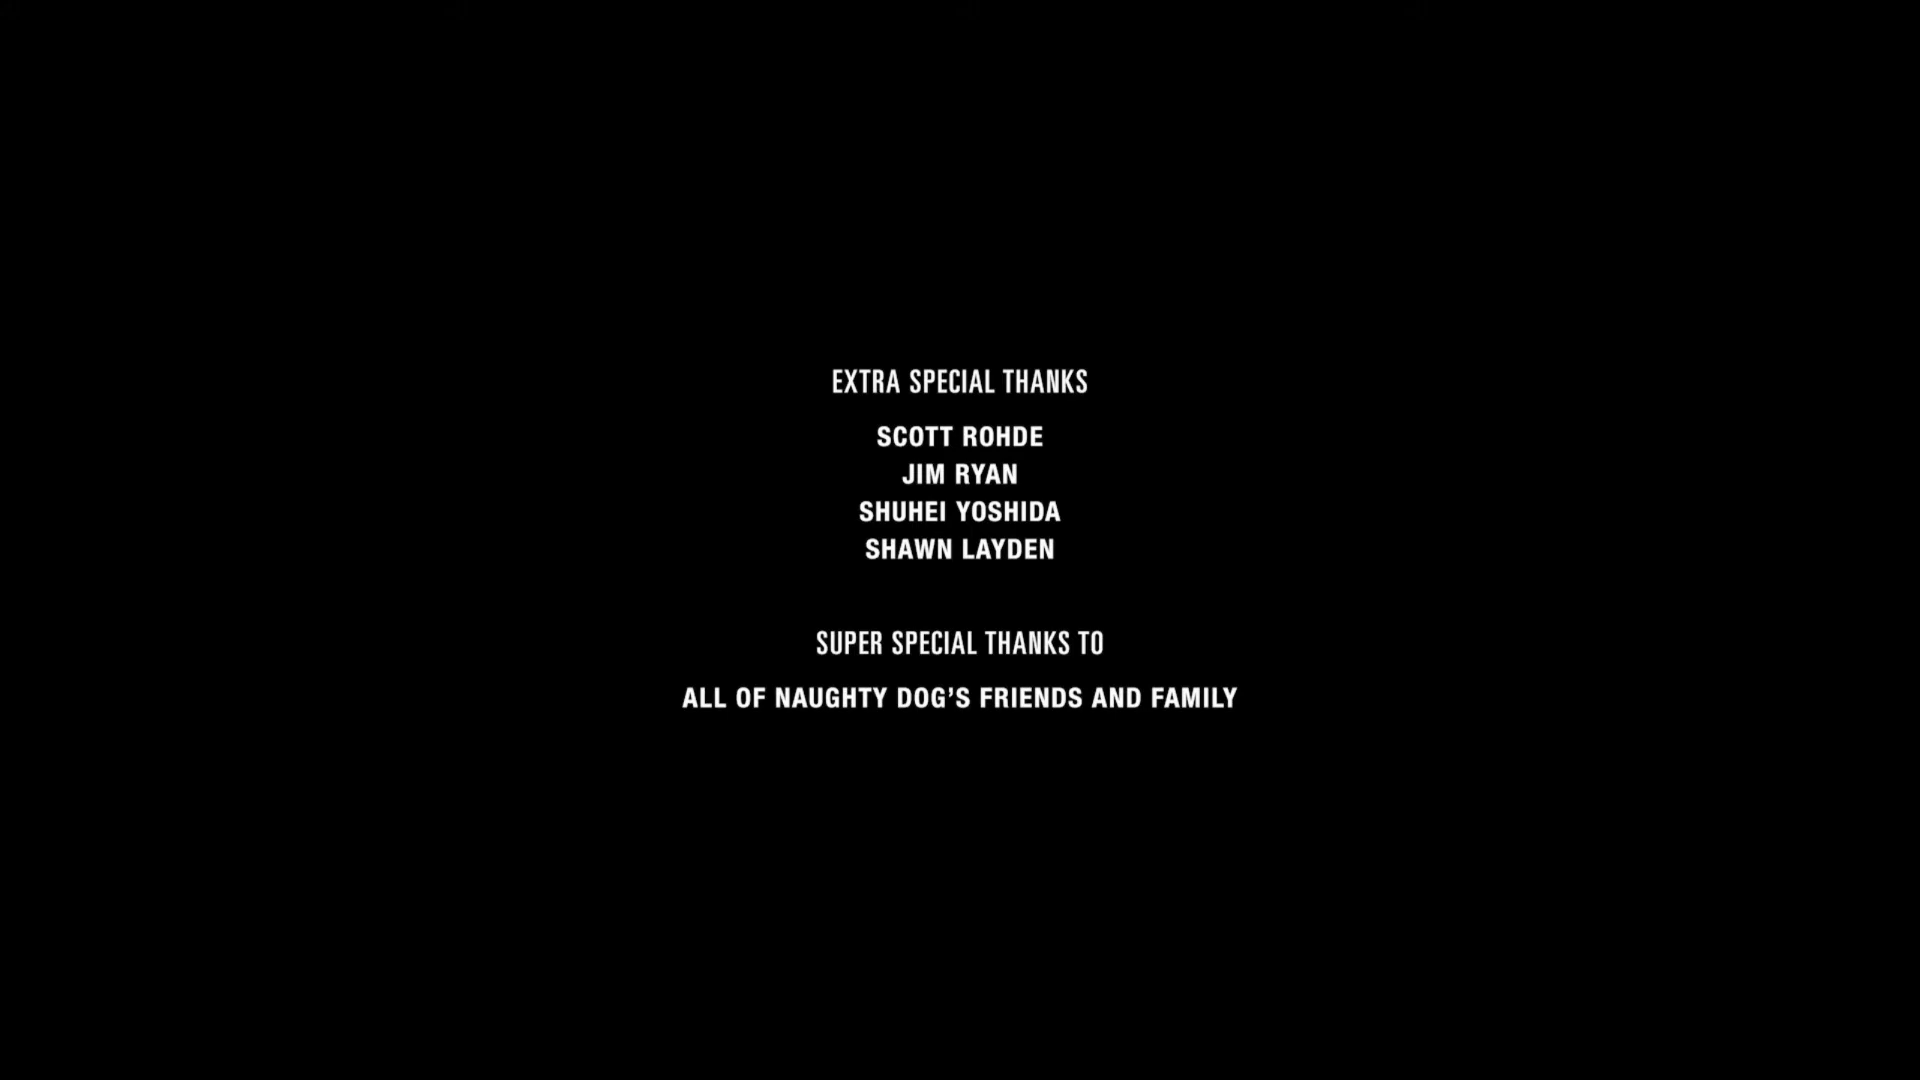 EXTRA SPECIAL THANKS
SCOTT ROHDE
JIM RYAN
SHUHEI YOSHIDA
SHAWN LAYDEN
SUPER SPECIAL THANKS TO
ALL OF NAUGHTY DOG’S FRIENDS AND FAMILY